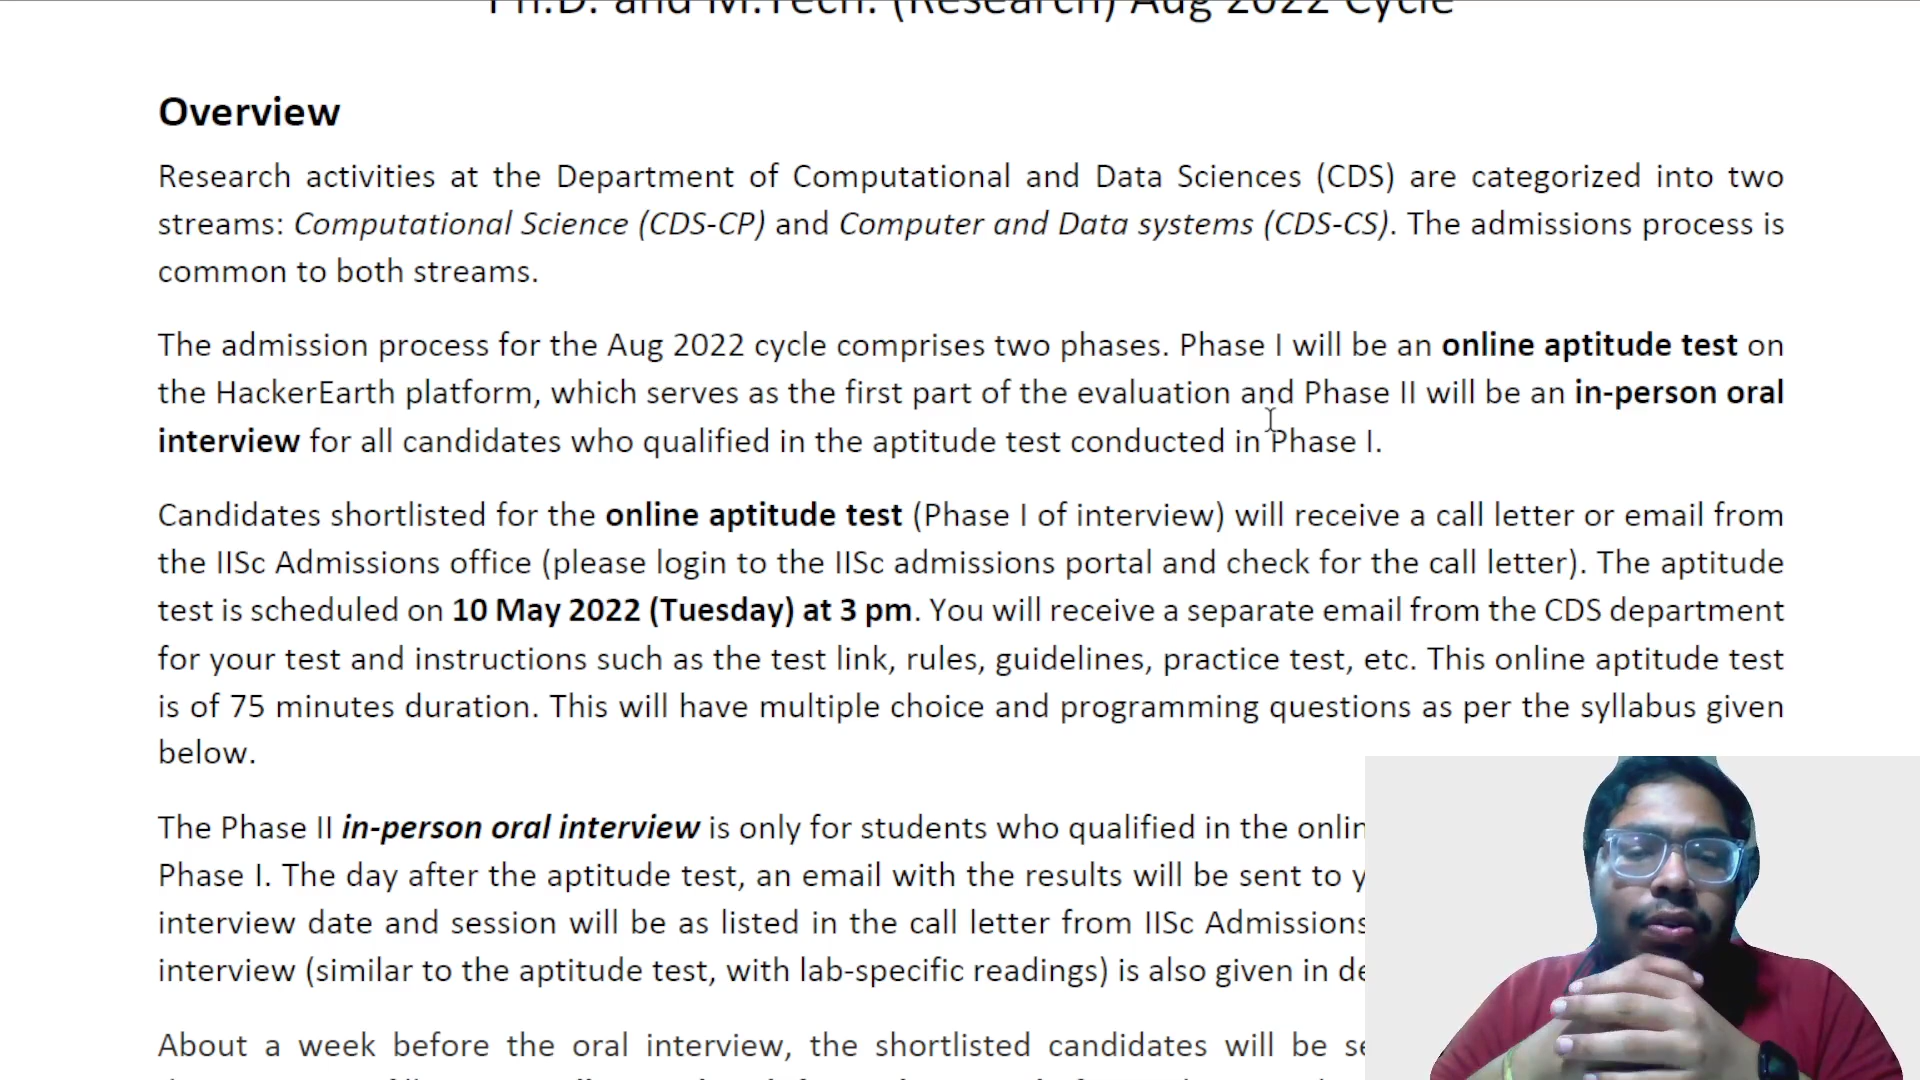 Ph.D. and M.Tech. (Research) Aug 2022 Cycle
Overview
Research activities at the Department of Computational and Data Sciences (CDS) are categorized into two
streams: Computational Science (CDS-CP) and Computer and Data systems (CDS-CS). The admissions process is
common to both streams.
The admission process for the Aug 2022 cycle comprises two phases. Phase I will be an online aptitude test on
the HackerEarth platform, which serves as the first part of the evaluation and Phase II will be an in-person oral
interview for all candidates who qualified in the aptitude test conducted in Phase I.
Candidates shortlisted for the online aptitude test (Phase I of interview) will receive a call letter or email from
the IISc Admissions office (please login to the IISc admissions portal and check for the call letter). The aptitude
test is scheduled on 10 May 2022 (Tuesday) at 3 pm. You will receive a separate email from the CDS department
for your test and instructions such as the test link, rules, guidelines, practice test, etc. This online aptitude test
is of 75 minutes duration. This will have multiple choice and programming questions as per the syllabus given
below.
The Phase II in-person oral interview is only for students who qualified in the onlin
Phase I. The day after the aptitude test, an email with the results will be sent to y
interview date and session will be as listed in the call letter from IISc Admissions
interview (similar to the aptitude test, with lab-specific readings) is also given in de
About a week before the oral interview, the shortlisted candidates will be se